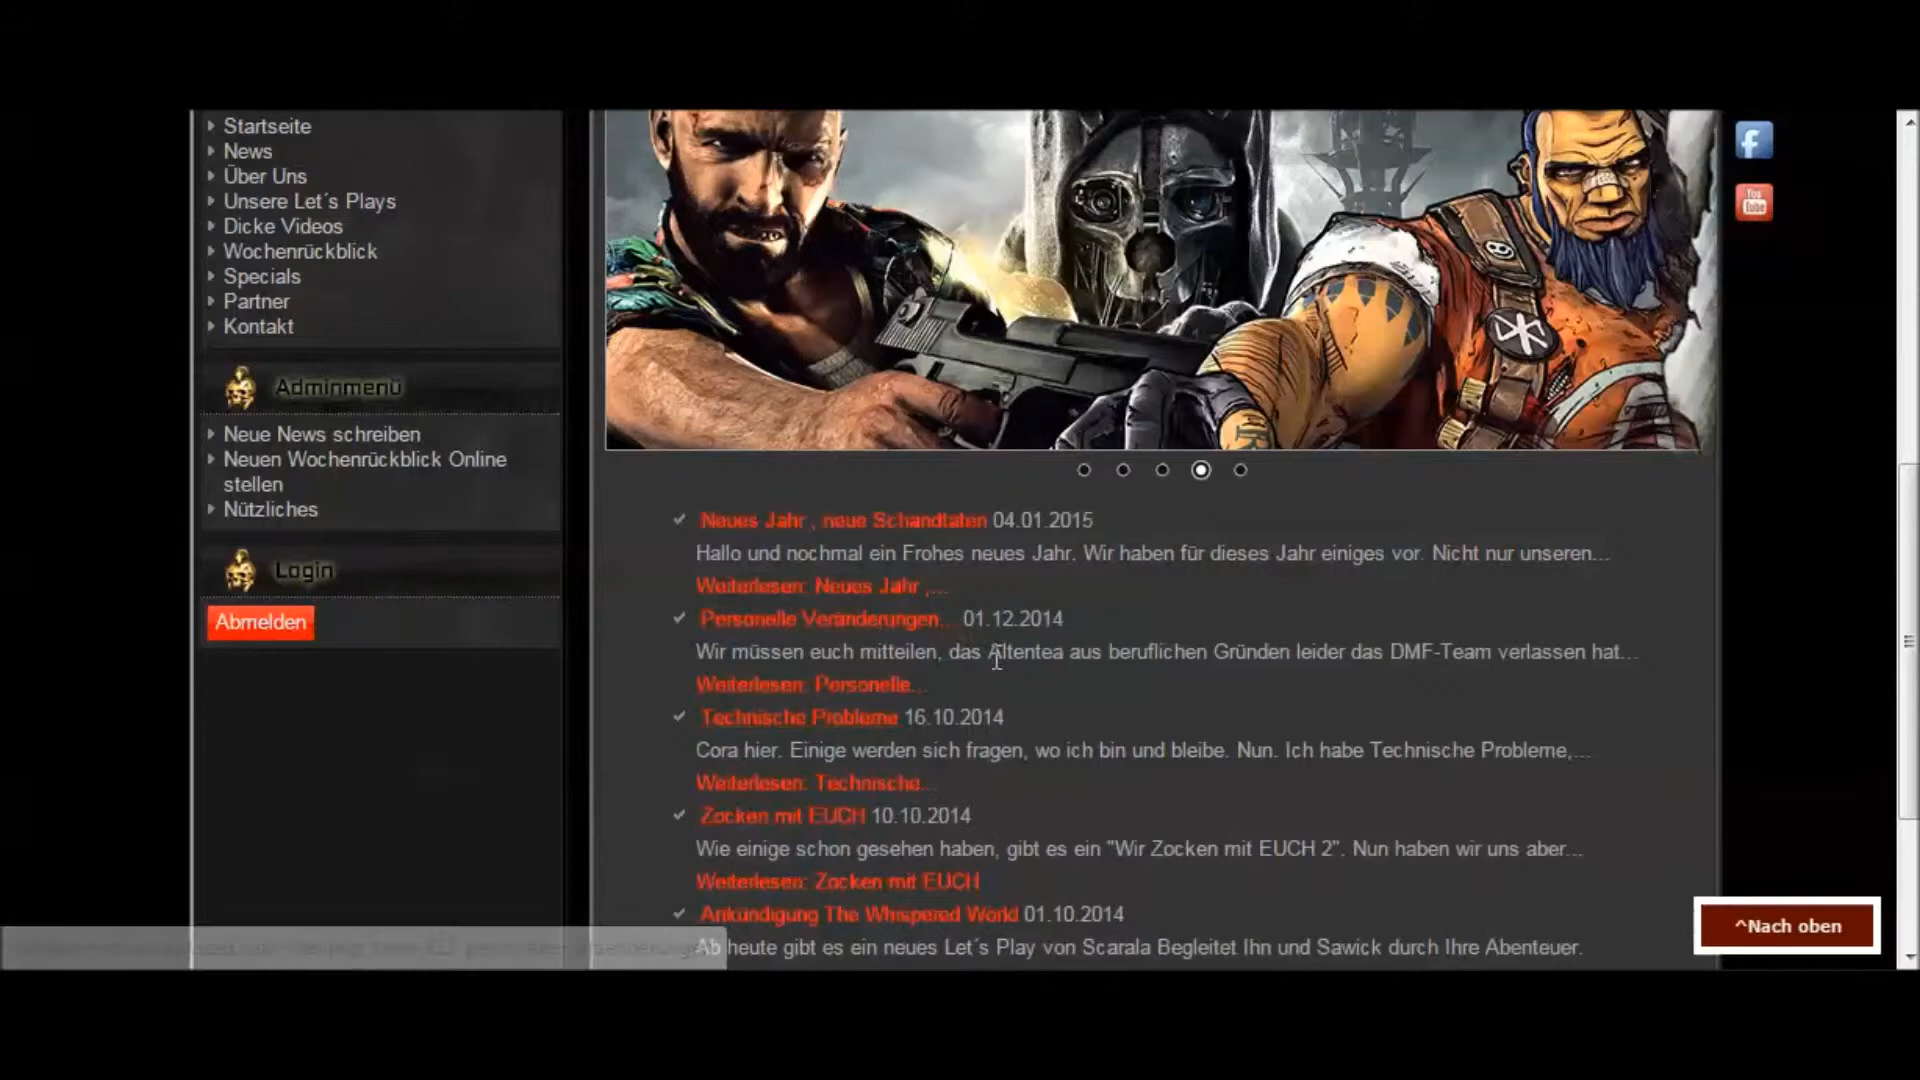 Startseite
News
Über Uns
Unsere Let´s Plays
Dicke Videos
Wochenrückblick
Specials
Partner
Kontakt
Adminmenü
Neue News schreiben
Neuen Wochenrückblick Online
stellen
Nützliches
Login
Abmelden
f
You
Tube
Neues Jahr , neue Schandtaten 04.01.2015
Hallo und nochmal ein Frohes neues Jahr. Wir haben für dieses Jahr einiges vor. Nicht nur unseren...
Weiterlesen: Neues Jahr ,...
Personelle Veränderungen... 01.12.2014
Wir müssen euch mitteilen, das Altentea aus beruflichen Gründen leider das DMF-Team verlassen hat...
Weiterlesen: Personelle...
Technische Probleme 16.10.2014
Cora hier. Einige werden sich fragen, wo ich bin und bleibe. Nun. Ich habe Technische Probleme,...
Weiterlesen: Technische...
Zocken mit EUCH 10.10.2014
Wie einige schon gesehen haben, gibt es ein "Wir Zocken mit EUCH 2". Nun haben wir uns aber...
Weiterlesen: Zocken mit EUCH
Ankündigung The Whispered World 01.10.2014
Ab heute gibt es ein neues Let´s Play von Scarala Begleitet Ihn und Sawick durch Ihre Abenteuer.
^Nach oben